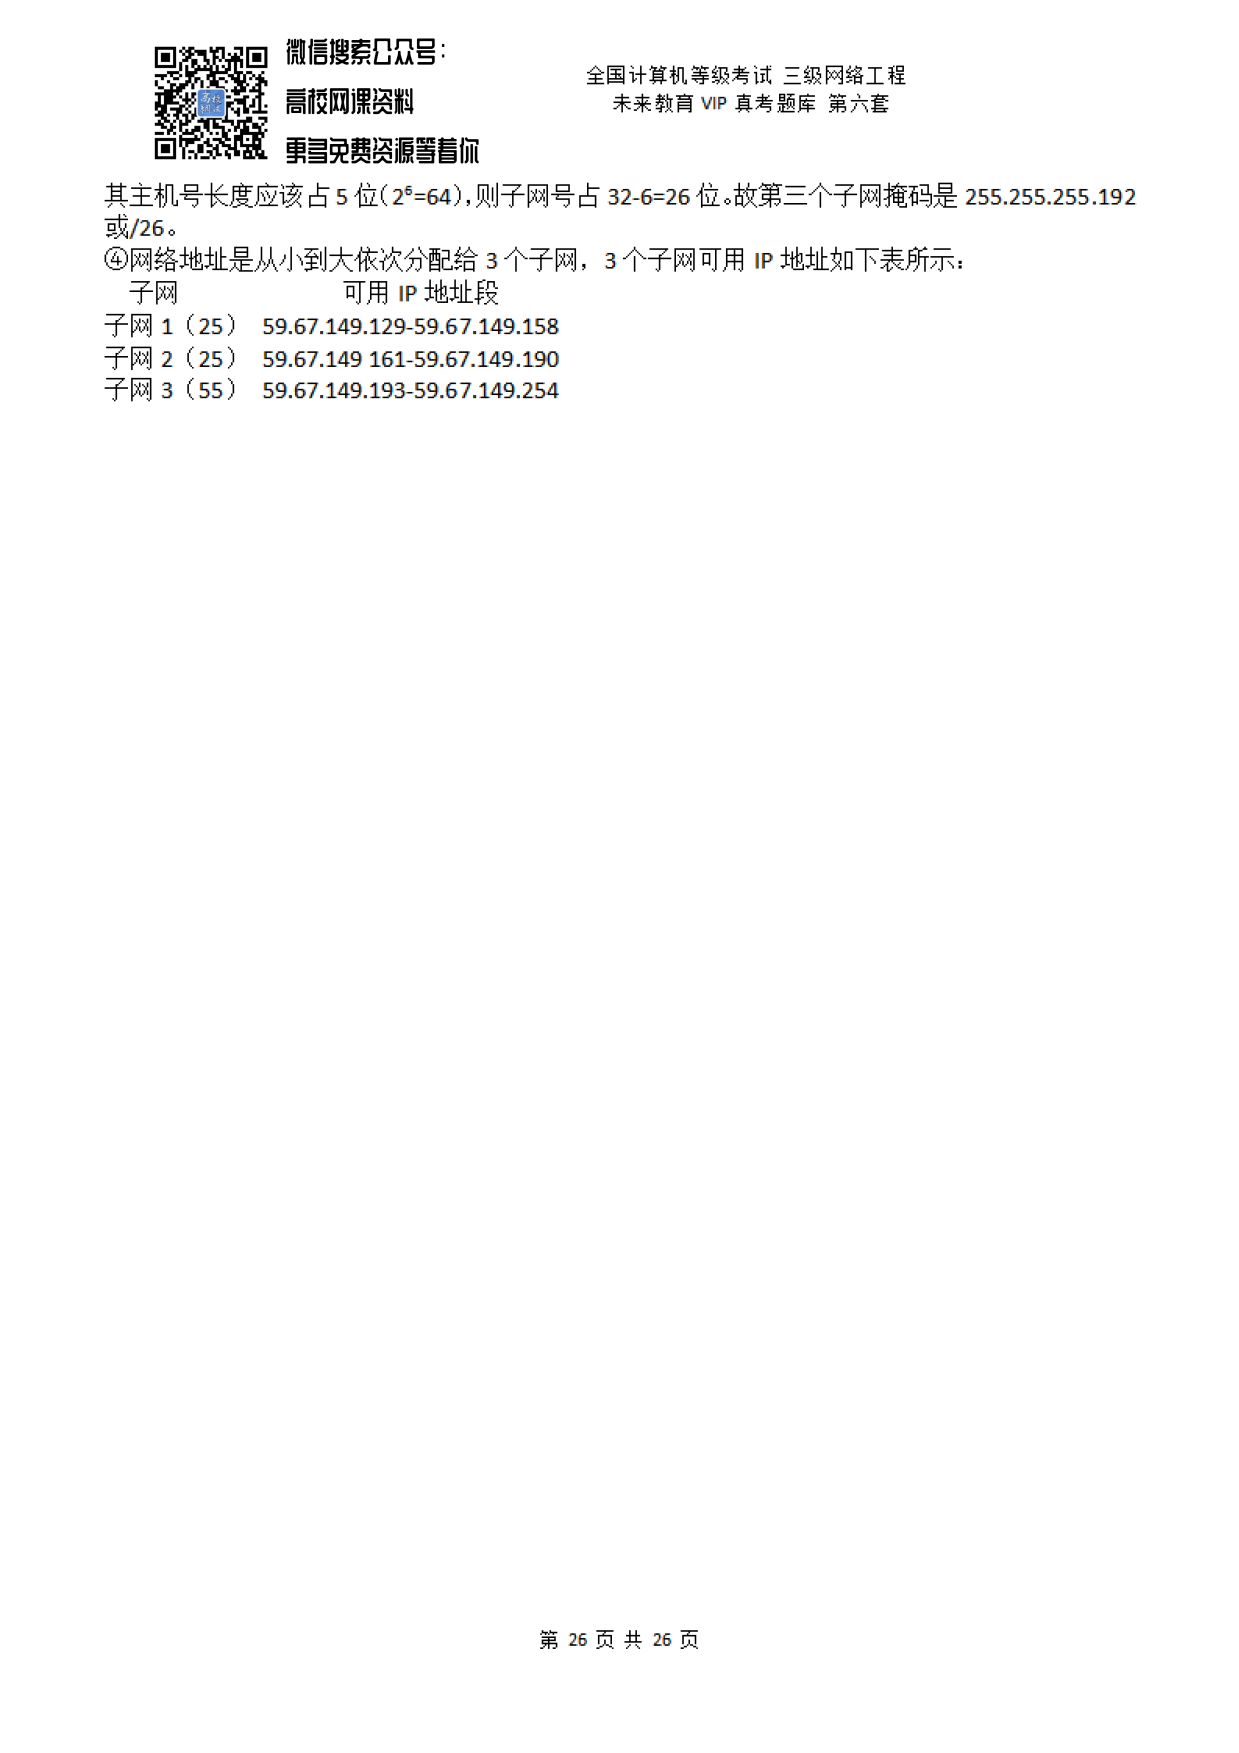 微信搜索公众号：
高校网课资料
更多免费资源等着你
全国计算机等级考试 三级网络工程
未来教育 VIP 真考题库 第六套
其主机号长度应该占 5 位（2⁶=64），则子网号占 32-6=26 位。故第三个子网掩码是 255.255.255.192
或/26。
④网络地址是从小到大依次分配给 3 个子网，3 个子网可用 IP 地址如下表所示：
子网 可用 IP 地址段
子网 1（25） 59.67.149.129-59.67.149.158
子网 2（25） 59.67.149 161-59.67.149.190
子网 3（55） 59.67.149.193-59.67.149.254
第 26 页 共 26 页